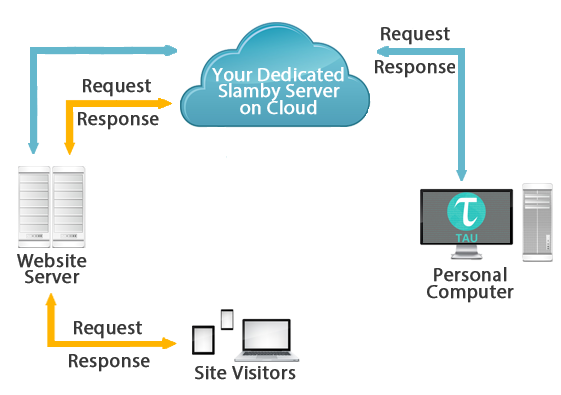 Request
Response
Your Dedicated
Slamby Server
on Cloud
Request
Response
τ
TAU
Website
Server
Personal
Computer
Request
Response
Site Visitors